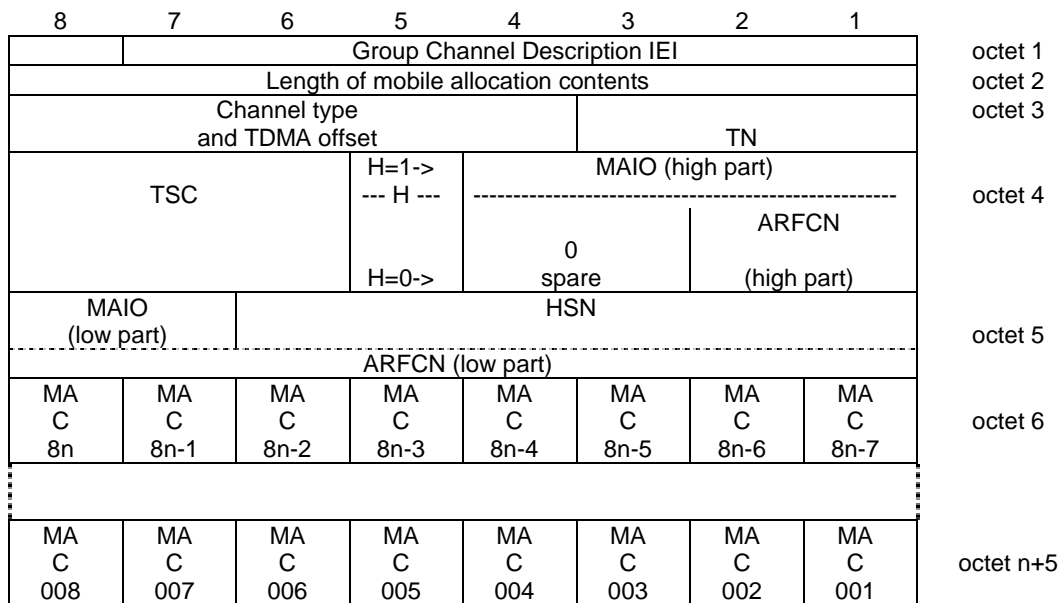 8 7 6 5 4 3 2 1
Group Channel Description IEI octet 1
Length of mobile allocation contents octet 2
Channel type octet 3
and TDMA offset TN
H=1-> MAIO (high part)
TSC --- H --- ---------------------------------------------------- octet 4
ARFCN
0
H=0-> spare (high part)
MAIO HSN
(low part) octet 5
ARFCN (low part)
MA MA MA MA MA MA MA MA
C C C C C C C C octet 6
8n 8n-1 8n-2 8n-3 8n-4 8n-5 8n-6 8n-7
MA MA MA MA MA MA MA MA
C C C C C C C C octet n+5
008 007 006 005 004 003 002 001